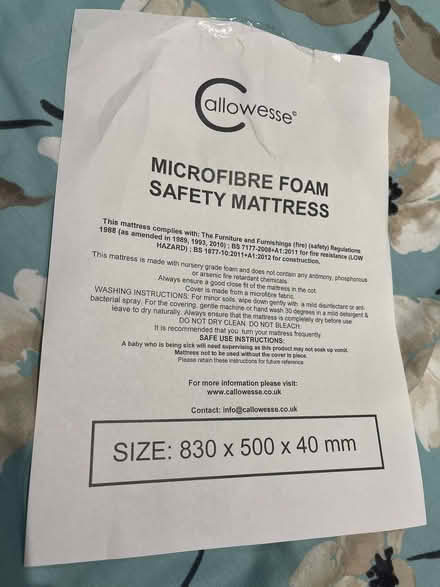 Callowesse©
MICROFIBRE FOAM
SAFETY MATTRESS
This mattress complies with: The Furniture and Furnishings (fire) (safety) Regulations
1988 (as amended in 1989, 1993, 2010) ; BS 7177-2008+A1:2011 for fire resistance (LOW
HAZARD) ; BS 1877-10:2011+A1:2012 for construction.
This mattress is made with nursery grade foam and does not contain any antimony, phosphorous
or arsenic fire retardant chemicals.
Always ensure a good close fit of the mattress in the cot.
Cover is made from a microfibre fabric.
WASHING INSTRUCTIONS: For minor soils, wipe down gently with a mild disinfectant or anti-
bacterial spray. For the covering, gentle machine or hand wash 30 degrees in a mild detergent &
leave to dry naturally. Always ensure that the mattress is completely dry before use
DO NOT DRY CLEAN. DO NOT BLEACH.
It is recommended that you turn your mattress frequently.
SAFE USE INSTRUCTIONS:
A baby who is being sick will need supervising as this product may not soak up vomit.
Mattress not to be used without the cover in place.
Please retain these instructions for future reference.
For more information please visit:
www.callowesse.co.uk
Contact: info@callowesse.co.uk
SIZE: 830 x 500 x 40 mm